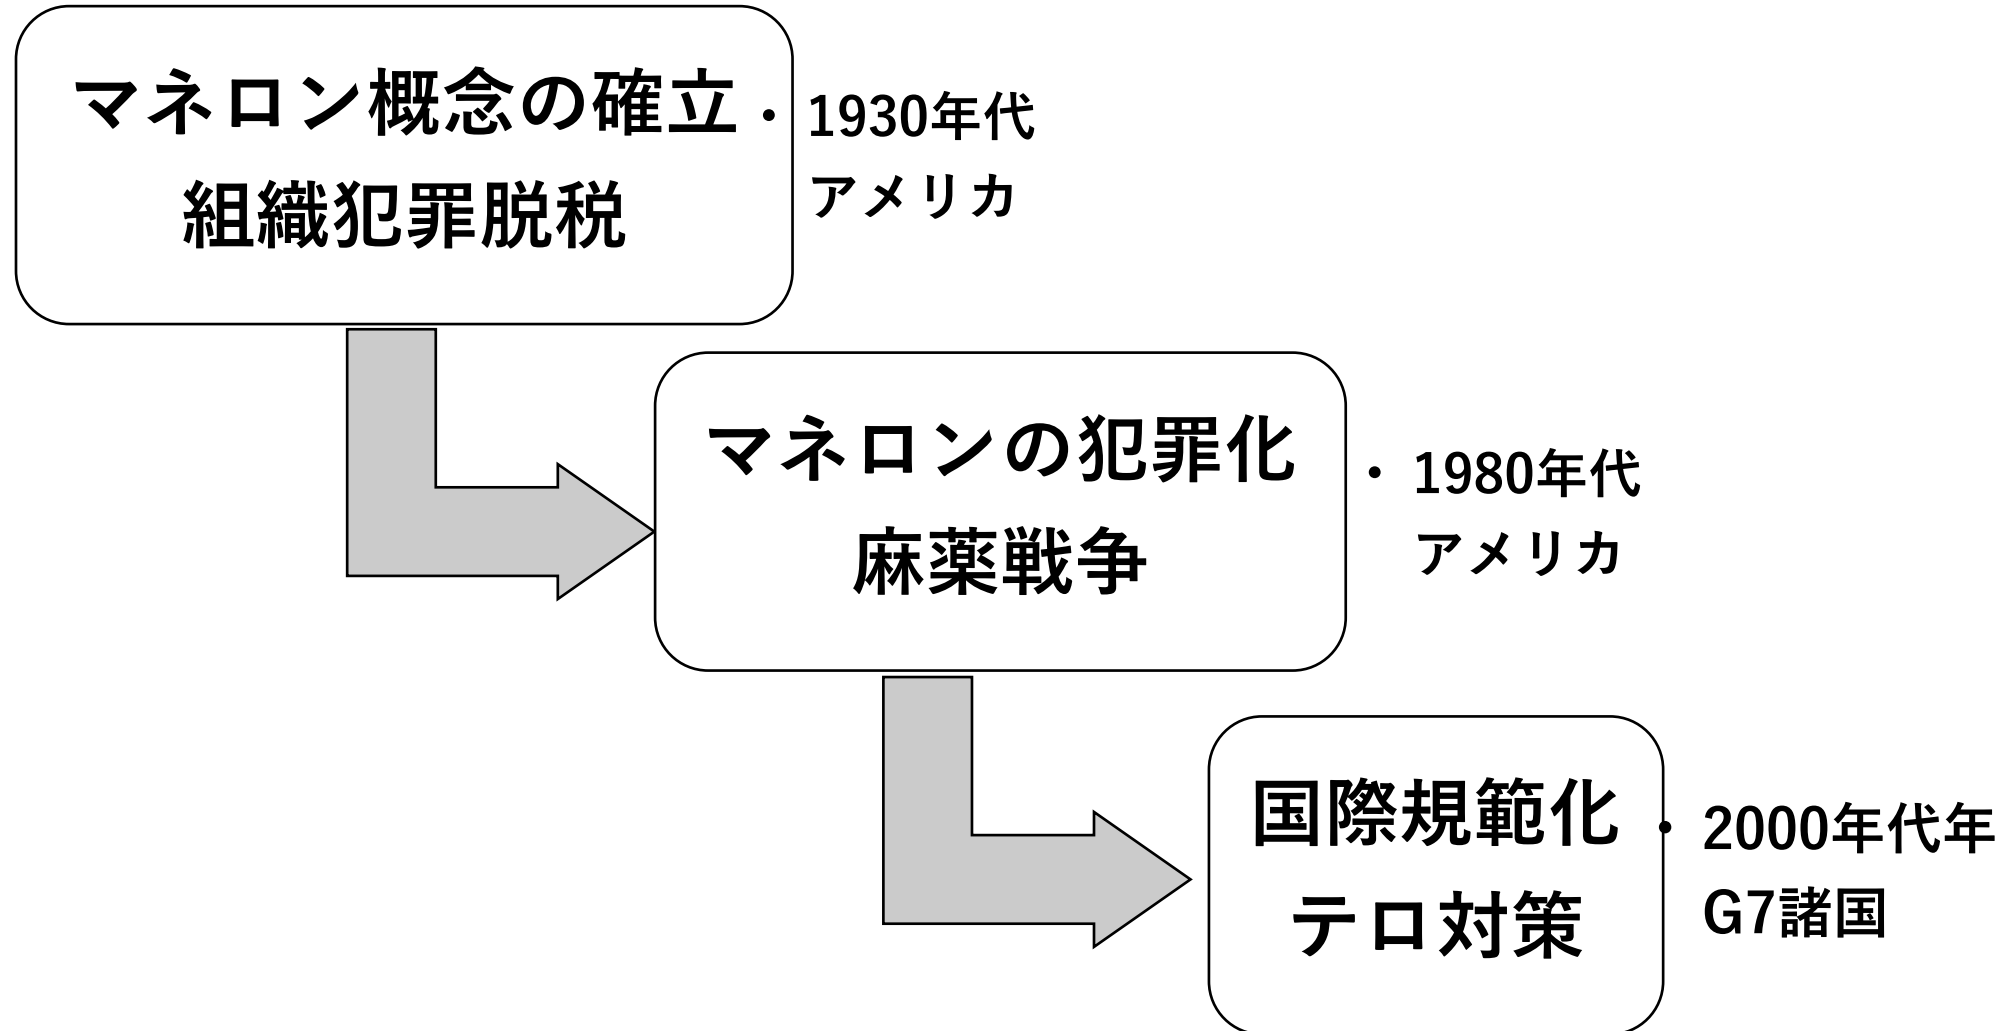 マネロン概念の確立
組織犯罪脱税
・1930年代
アメリカ
マネロンの犯罪化
麻薬戦争
・1980年代
アメリカ
国際規範化
テロ対策
・2000年代年
G7諸国